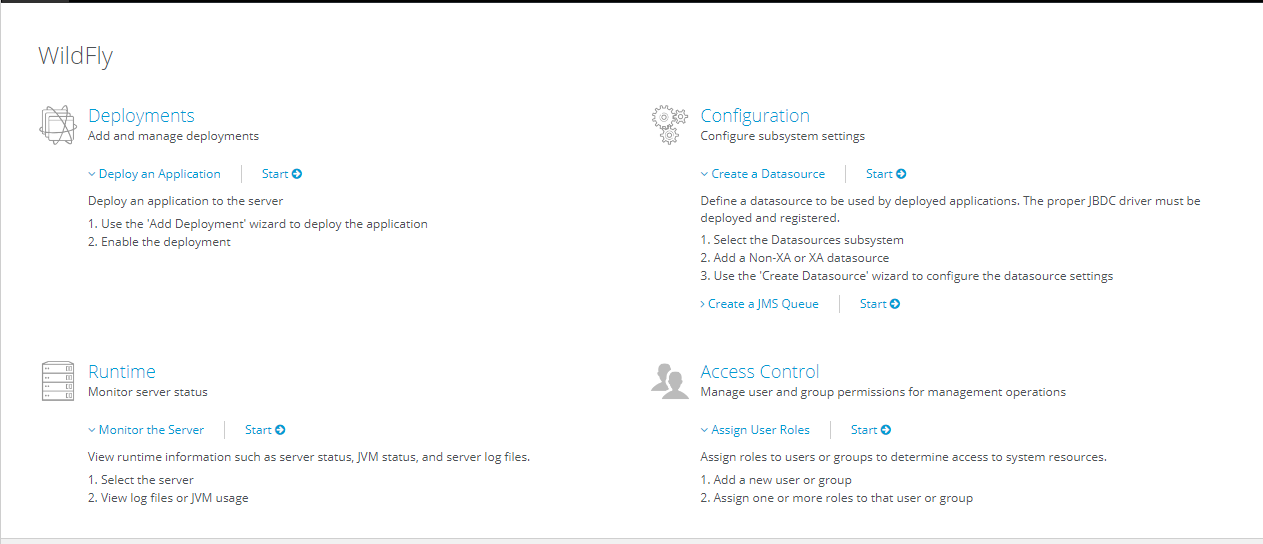 WildFly
Deployments
Add and manage deployments
Deploy an Application
Start
Deploy an application to the server
1. Use the 'Add Deployment' wizard to deploy the application
2. Enable the deployment
Configuration
Configure subsystem settings
Create a Datasource
Start
Define a datasource to be used by deployed applications. The proper JBDC driver must be
deployed and registered.
1. Select the Datasources subsystem
2. Add a Non-XA or XA datasource
3. Use the 'Create Datasource' wizard to configure the datasource settings
Create a JMS Queue
Start
Runtime
Monitor server status
Monitor the Server
Start
View runtime information such as server status, JVM status, and server log files.
1. Select the server
2. View log files or JVM usage
Access Control
Manage user and group permissions for management operations
Assign User Roles
Start
Assign roles to users or groups to determine access to system resources.
1. Add a new user or group
2. Assign one or more roles to that user or group